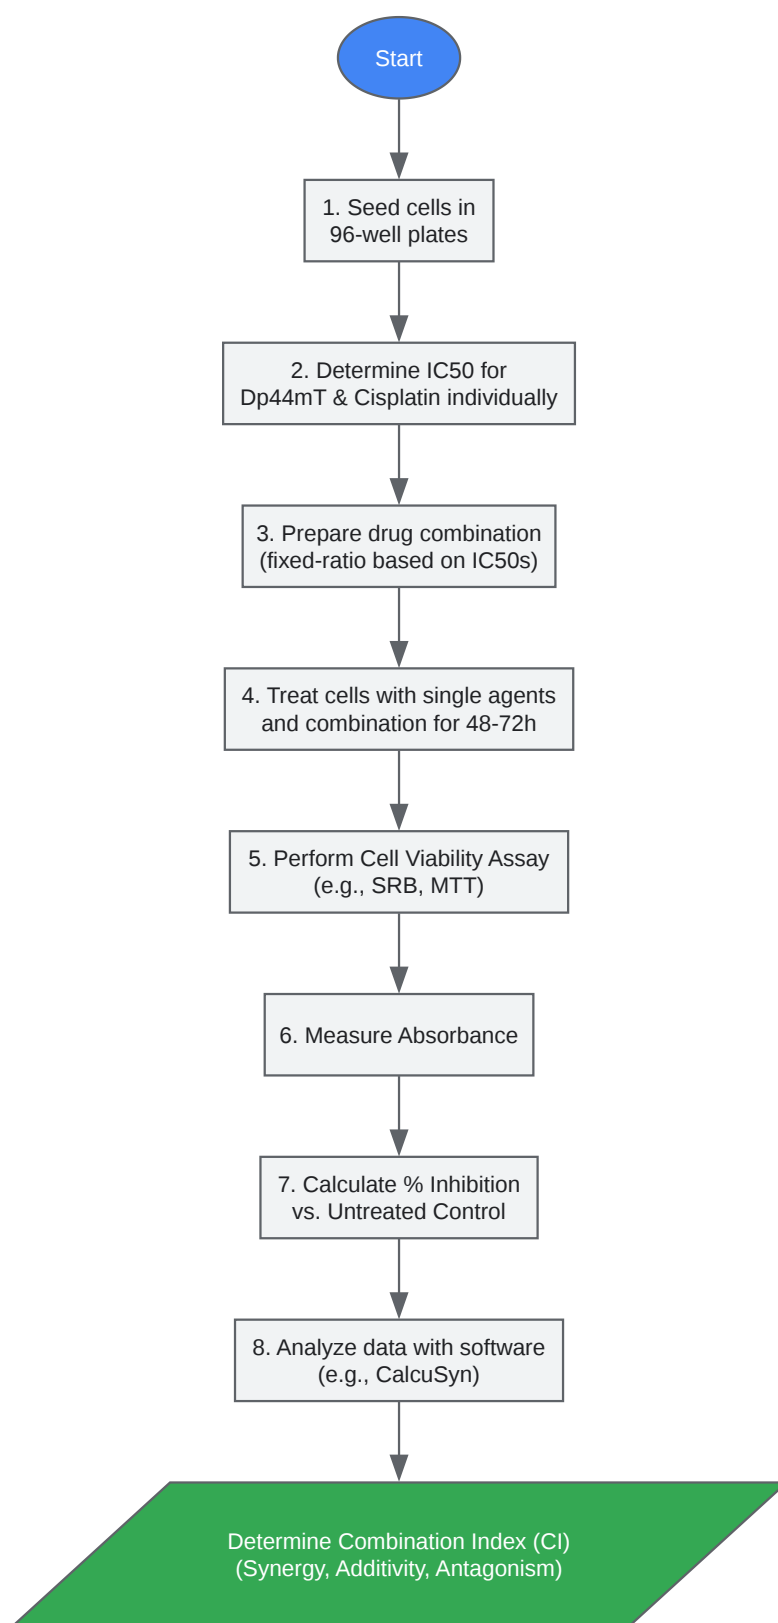 Start
1. Seed cells in
96-well plates
2. Determine IC50 for
Dp44mT & Cisplatin individually
3. Prepare drug combination
(fixed-ratio based on IC50s)
4. Treat cells with single agents
and combination for 48-72h
5. Perform Cell Viability Assay
(e.g., SRB, MTT)
6. Measure Absorbance
7. Calculate % Inhibition
vs. Untreated Control
8. Analyze data with software
(e.g., CalcuSyn)
Determine Combination Index (CI)
(Synergy, Additivity, Antagonism)